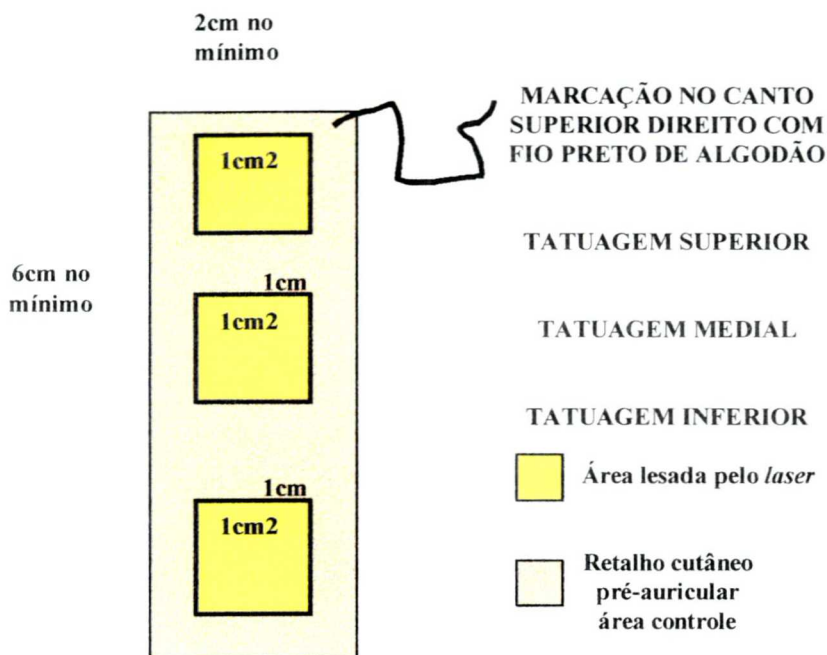 2cm no
mínimo
MARCAÇÃO NO CANTO
SUPERIOR DIREITO COM
FIO PRETO DE ALGODÃO
1cm2
TATUAGEM SUPERIOR
6cm no
mínimo
1cm
1cm2
TATUAGEM MEDIAL
TATUAGEM INFERIOR
Área lesada pelo laser
1cm
1cm2
Retalho cutâneo
pré-auricular
área controle